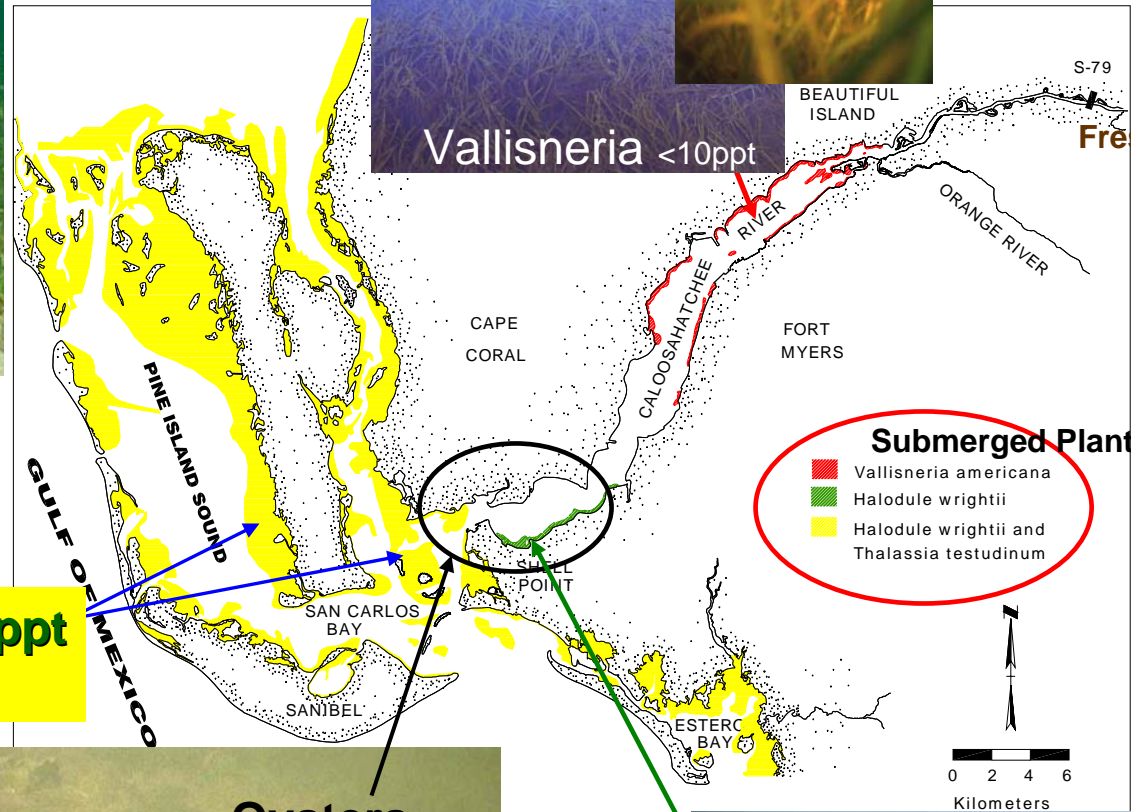 Vallisneria <10ppt
BEAUTIFUL
ISLAND
S-79
ORANGE RIVER
RIVER
CALOOSAHATCHEE
CAPE
CORAL
FORT
MYERS
PINE ISLAND SOUND
GULF OF MEXICO
Submerged Plant
Vallisneria americana
Halodule wrightii
Halodule wrightii and
Thalassia testudinum
SHELL
POINT
ppt
SAN CARLOS
BAY
SANIBEL
ESTERO
BAY
Oysters
0 2 4 6
Kilometers